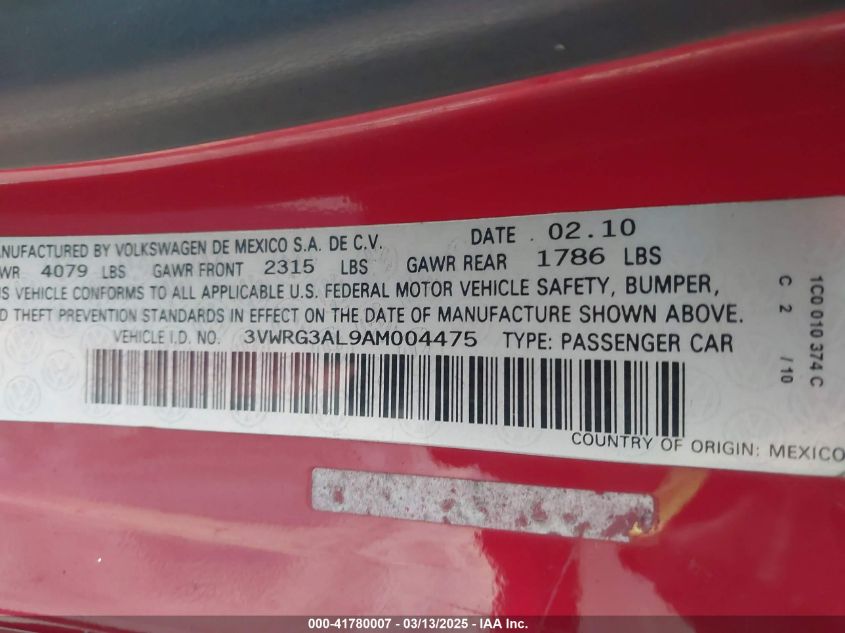 MANUFACTURED BY VOLKSWAGEN DE MEXICO S.A. DE C.V. DATE 02.10
4079 LBS GAWR FRONT 2315 LBS GAWR REAR 1786 LBS
VEHICLE CONFORMS TO ALL APPLICABLE U.S. FEDERAL MOTOR VEHICLE SAFETY, BUMPER,
THEFT PREVENTION STANDARDS IN EFFECT ON THE DATE OF MANUFACTURE SHOWN ABOVE.
VEHICLE I.D. NO. 3VWRG3AL9AM004475 TYPE: PASSENGER CAR
COUNTRY OF ORIGIN: MEXICO
1C0 010 374 C
C 2 /10
000-41780007 - 03/13/2025 - IAA Inc.